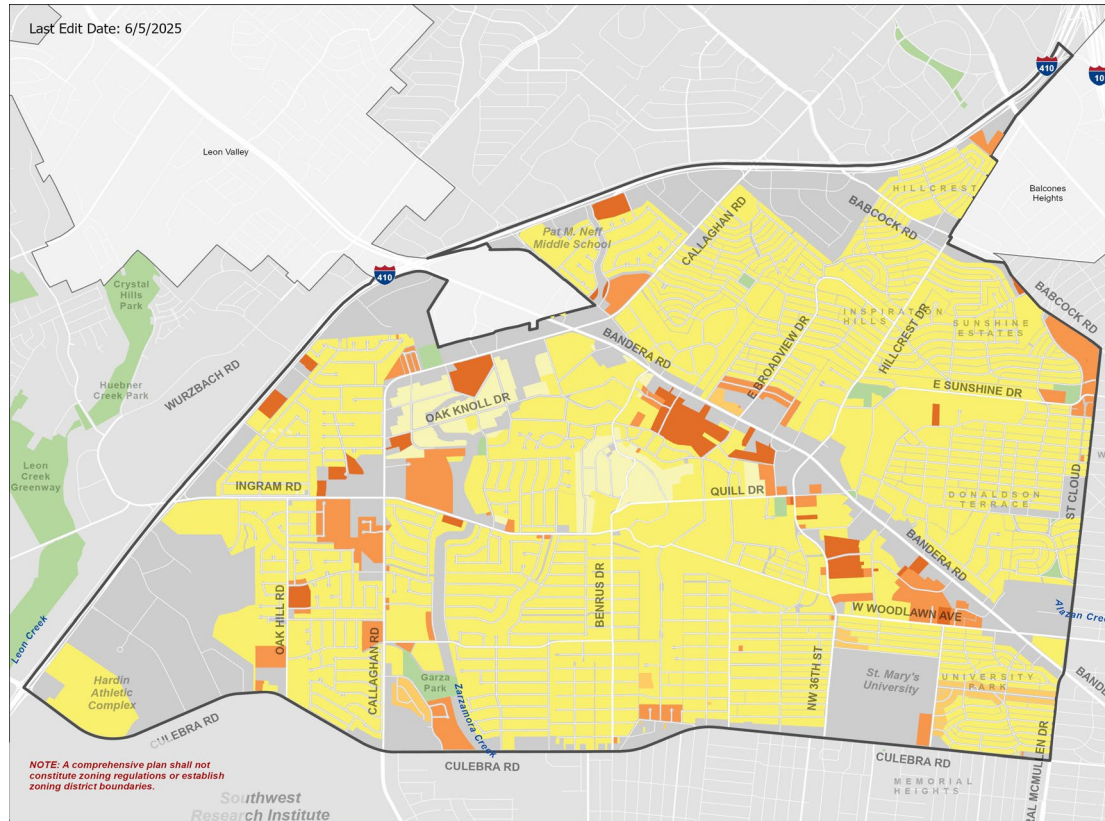 Last Edit Date: 6/5/2025
410
10
Leon Valley
Balcones
Heights
HILLCREST
BABCOCK RD
Pat M. Neff
Middle School
CALLAGHAN RD
410
Crystal
Hills
Park
BABCOCK RD
INSPIRATION
HILLS
SUNSHINE
ESTATES
HILLCREST DR
E BROADVIEW DR
BANDERA RD
WURZBACH RD
Huebner
Creek Park
E SUNSHINE DR
OAK KNOLL DR
Leon
Creek
Greenway
W
INGRAM RD
QUILL DR
DONALDSON
TERRACE
ST CLOUD
BANDERA RD
OAK HILL RD
BENRUS DR
W WOODLAWN AVE
Alazan Creek
Leon Creek
CALLAGHAN RD
NW 36TH ST
St. Mary's
University
UNIVERSITY
PARK
BANDE
Hardin
Athletic
Complex
Garza
Park
Zarzamora Creek
CULEBRA RD
CULEBRA RD
CULEBRA RD
MEMORIAL
HEIGHTS
RAL MCMULLEN DR
NOTE: A comprehensive plan shall not
constitute zoning regulations or establish
zoning district boundaries.
Southwest
Research Institute